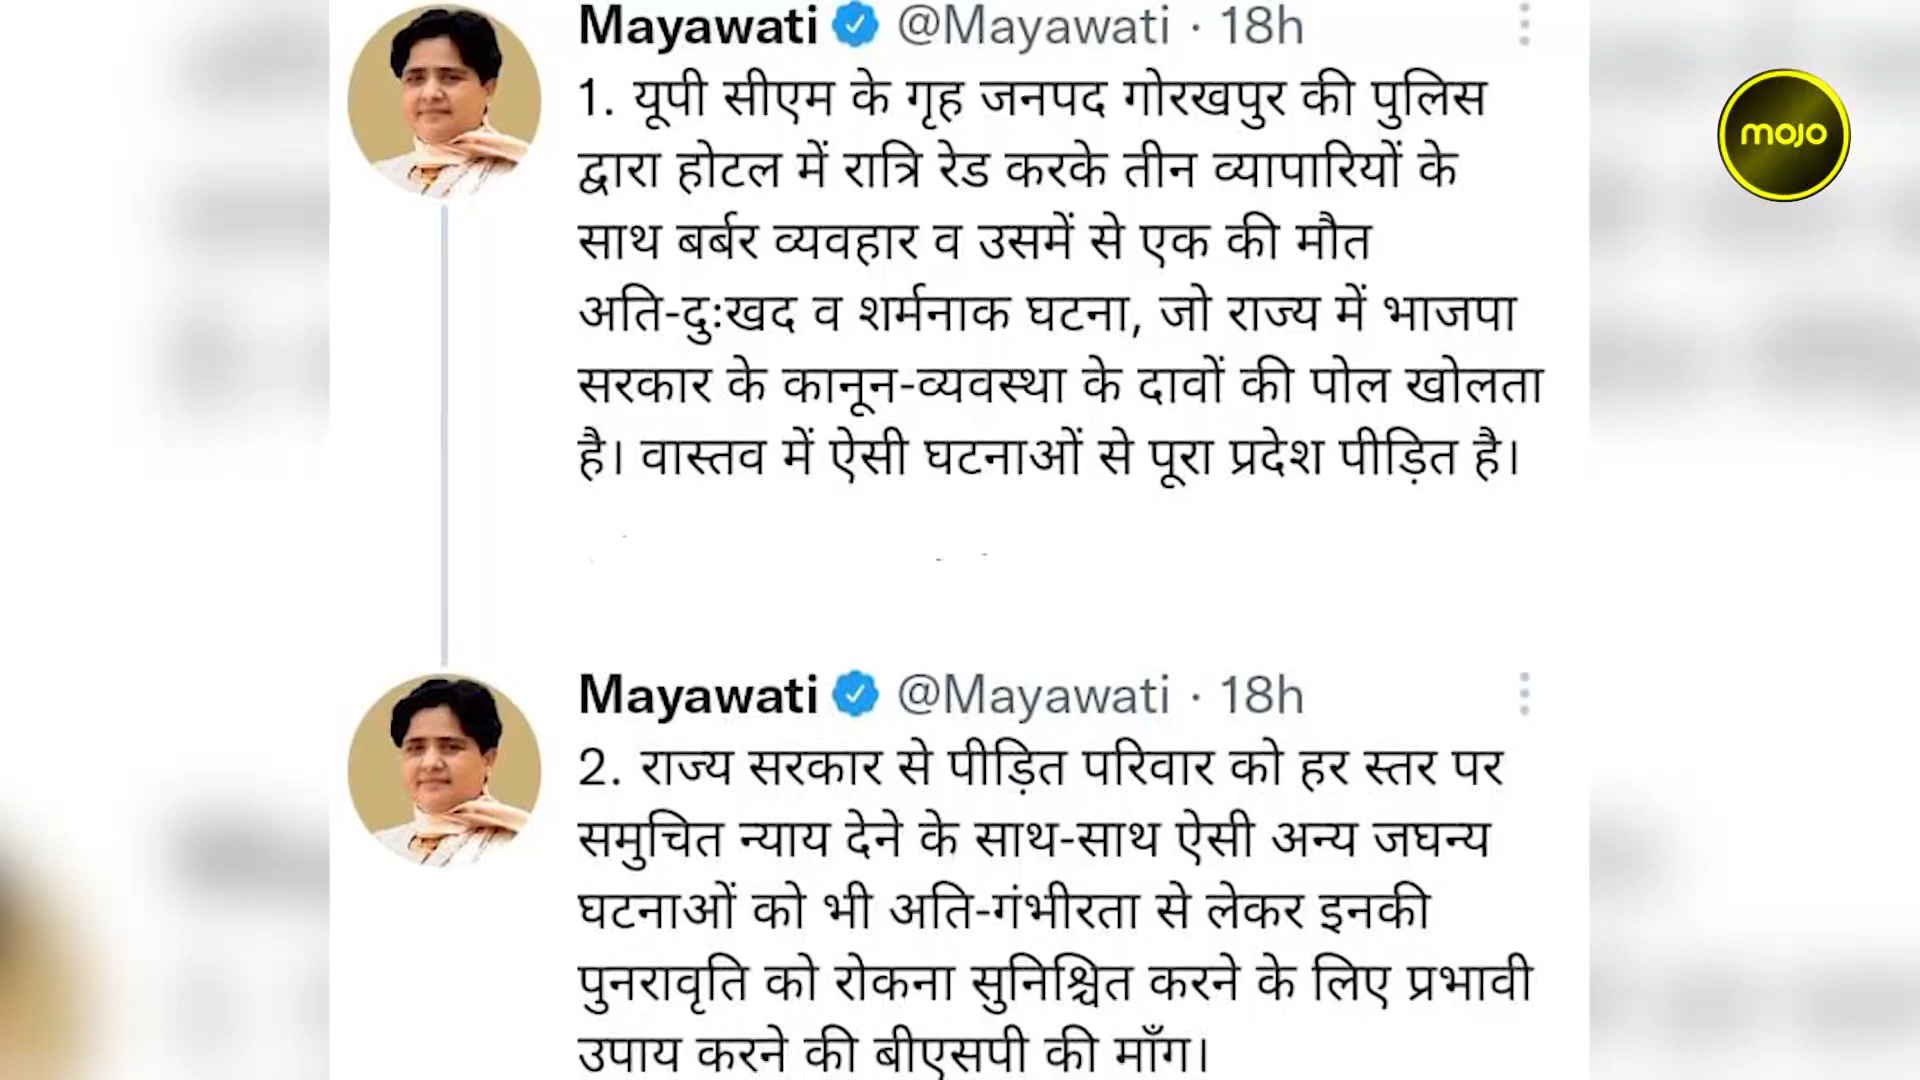 Mayawati @Mayawati · 18h
1. यूपी सीएम के गृह जनपद गोरखपुर की पुलिस
द्वारा होटल में रात्रि रेड करके तीन व्यापारियों के
साथ बर्बर व्यवहार व उसमें से एक की मौत
अति-दुःखद व शर्मनाक घटना, जो राज्य में भाजपा
सरकार के कानून-व्यवस्था के दावों की पोल खोलता
है। वास्तव में ऐसी घटनाओं से पूरा प्रदेश पीड़ित है।
Mayawati @Mayawati · 18h
2. राज्य सरकार से पीड़ित परिवार को हर स्तर पर
समुचित न्याय देने के साथ-साथ ऐसी अन्य जघन्य
घटनाओं को भी अति-गंभीरता से लेकर इनकी
पुनरावृति को रोकना सुनिश्चित करने के लिए प्रभावी
उपाय करने की बीएसपी की माँग।
mojo